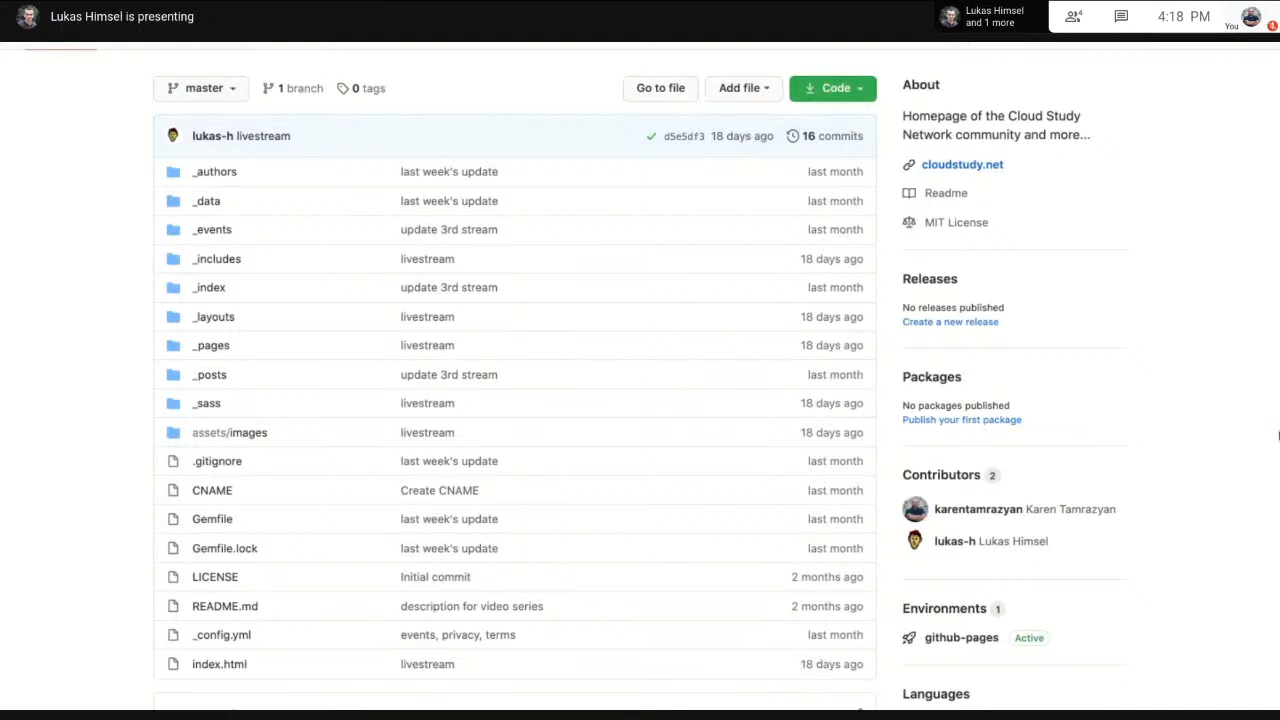 Lukas Himsel is presenting
Lukas Himsel
and 1 more
4
4:18 PM
You
master
1 branch
0 tags
Go to file
Add file
Code
lukas-h livestream
d5e5df3 18 days ago
16 commits
_authors last week's update last month
_data last week's update last month
_events update 3rd stream last month
_includes livestream 18 days ago
_index update 3rd stream last month
_layouts livestream 18 days ago
_pages livestream 18 days ago
_posts update 3rd stream last month
_sass livestream 18 days ago
assets/images livestream 18 days ago
.gitignore last week's update last month
CNAME Create CNAME last month
Gemfile last week's update last month
Gemfile.lock last week's update last month
LICENSE Initial commit 2 months ago
README.md description for video series 2 months ago
_config.yml events, privacy, terms last month
index.html livestream 18 days ago
About
Homepage of the Cloud Study
Network community and more...
cloudstudy.net
Readme
MIT License
Releases
No releases published
Create a new release
Packages
No packages published
Publish your first package
Contributors 2
karentamrazyan Karen Tamrazyan
lukas-h Lukas Himsel
Environments 1
github-pages Active
Languages